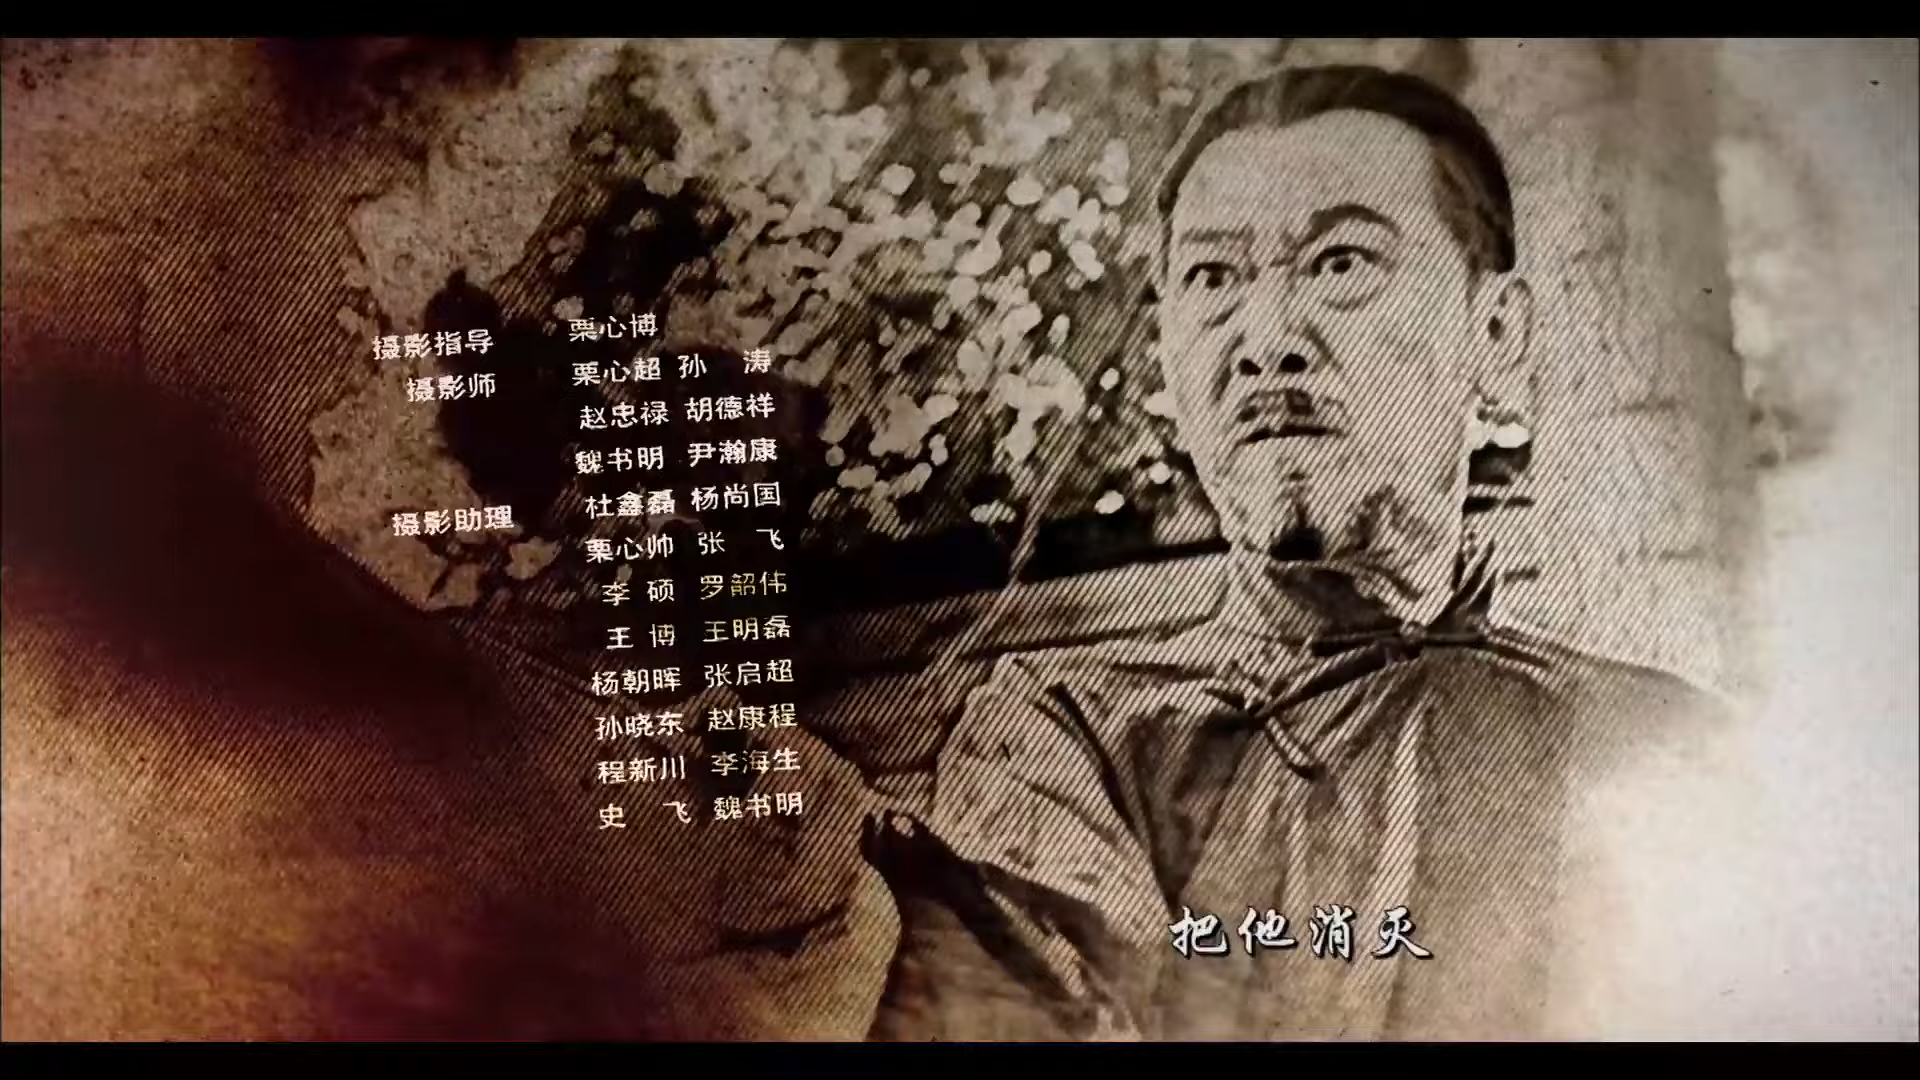 摄影指导 栗心博
摄影师 栗心超 孙 涛
赵忠禄 胡德祥
魏书明 尹瀚康
摄影助理 杜鑫磊 杨尚国
栗心帅 张 飞
李 硕 罗韶伟
王 博 王明磊
杨朝晖 张启超
孙晓东 赵康程
程新川 李海生
史 飞 魏书明
把他消灭